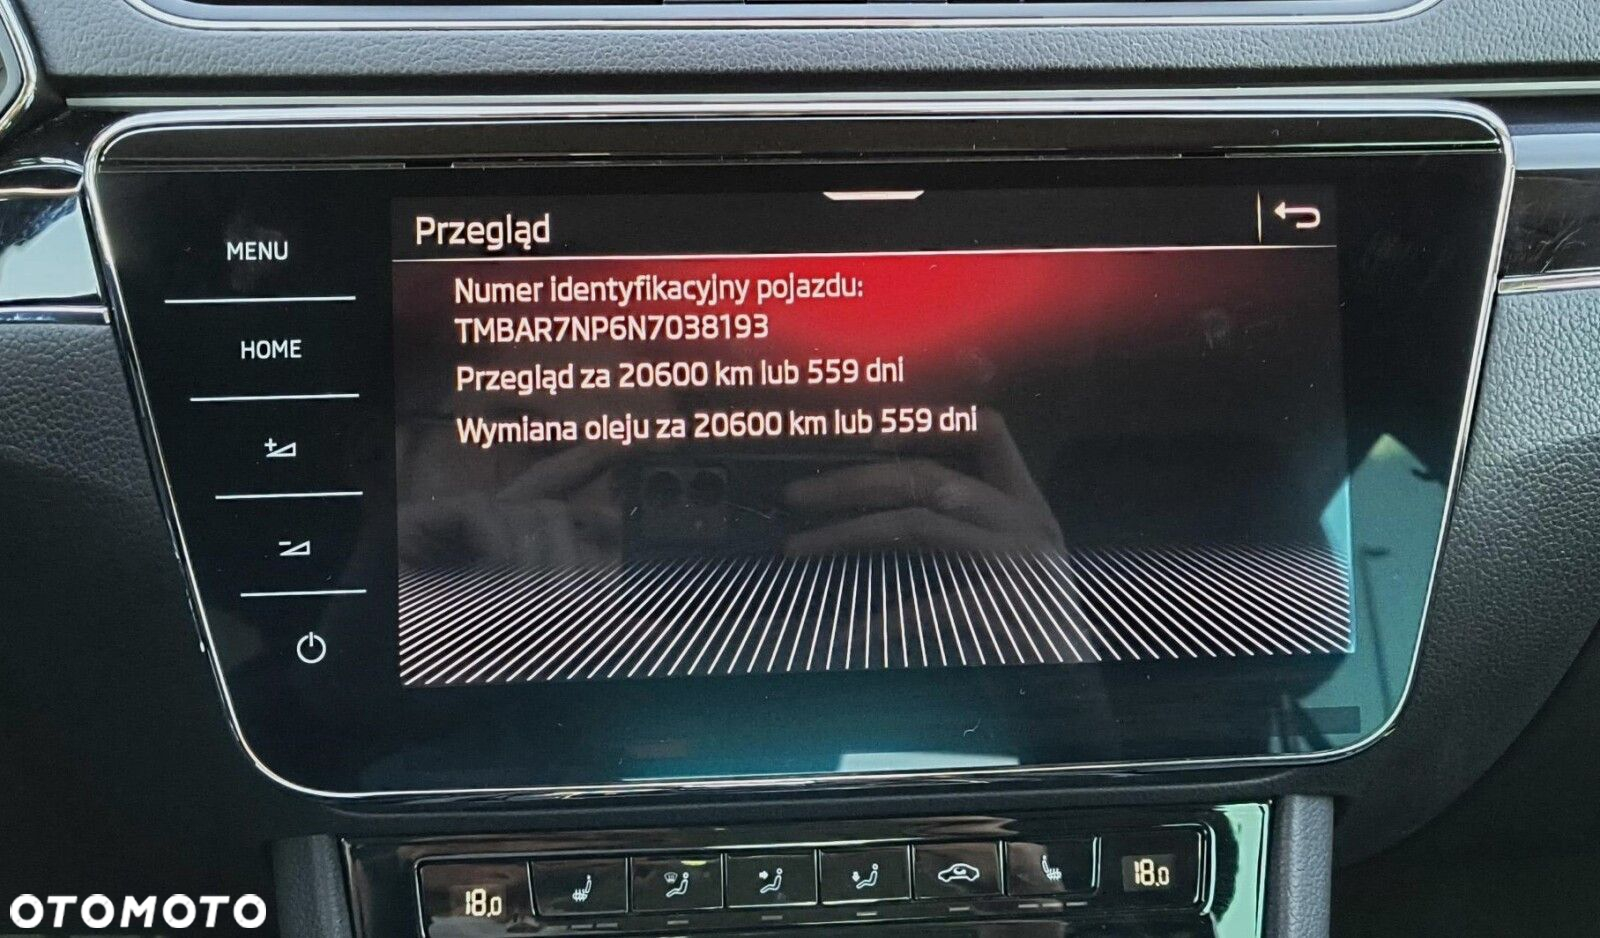 Przegląd
MENU
Numer identyfikacyjny pojazdu:
TMBAR7NP6N7038193
HOME
Przegląd za 20600 km lub 559 dni
Wymiana oleju za 20600 km lub 559 dni
18.0
18.0
OTOMOTO